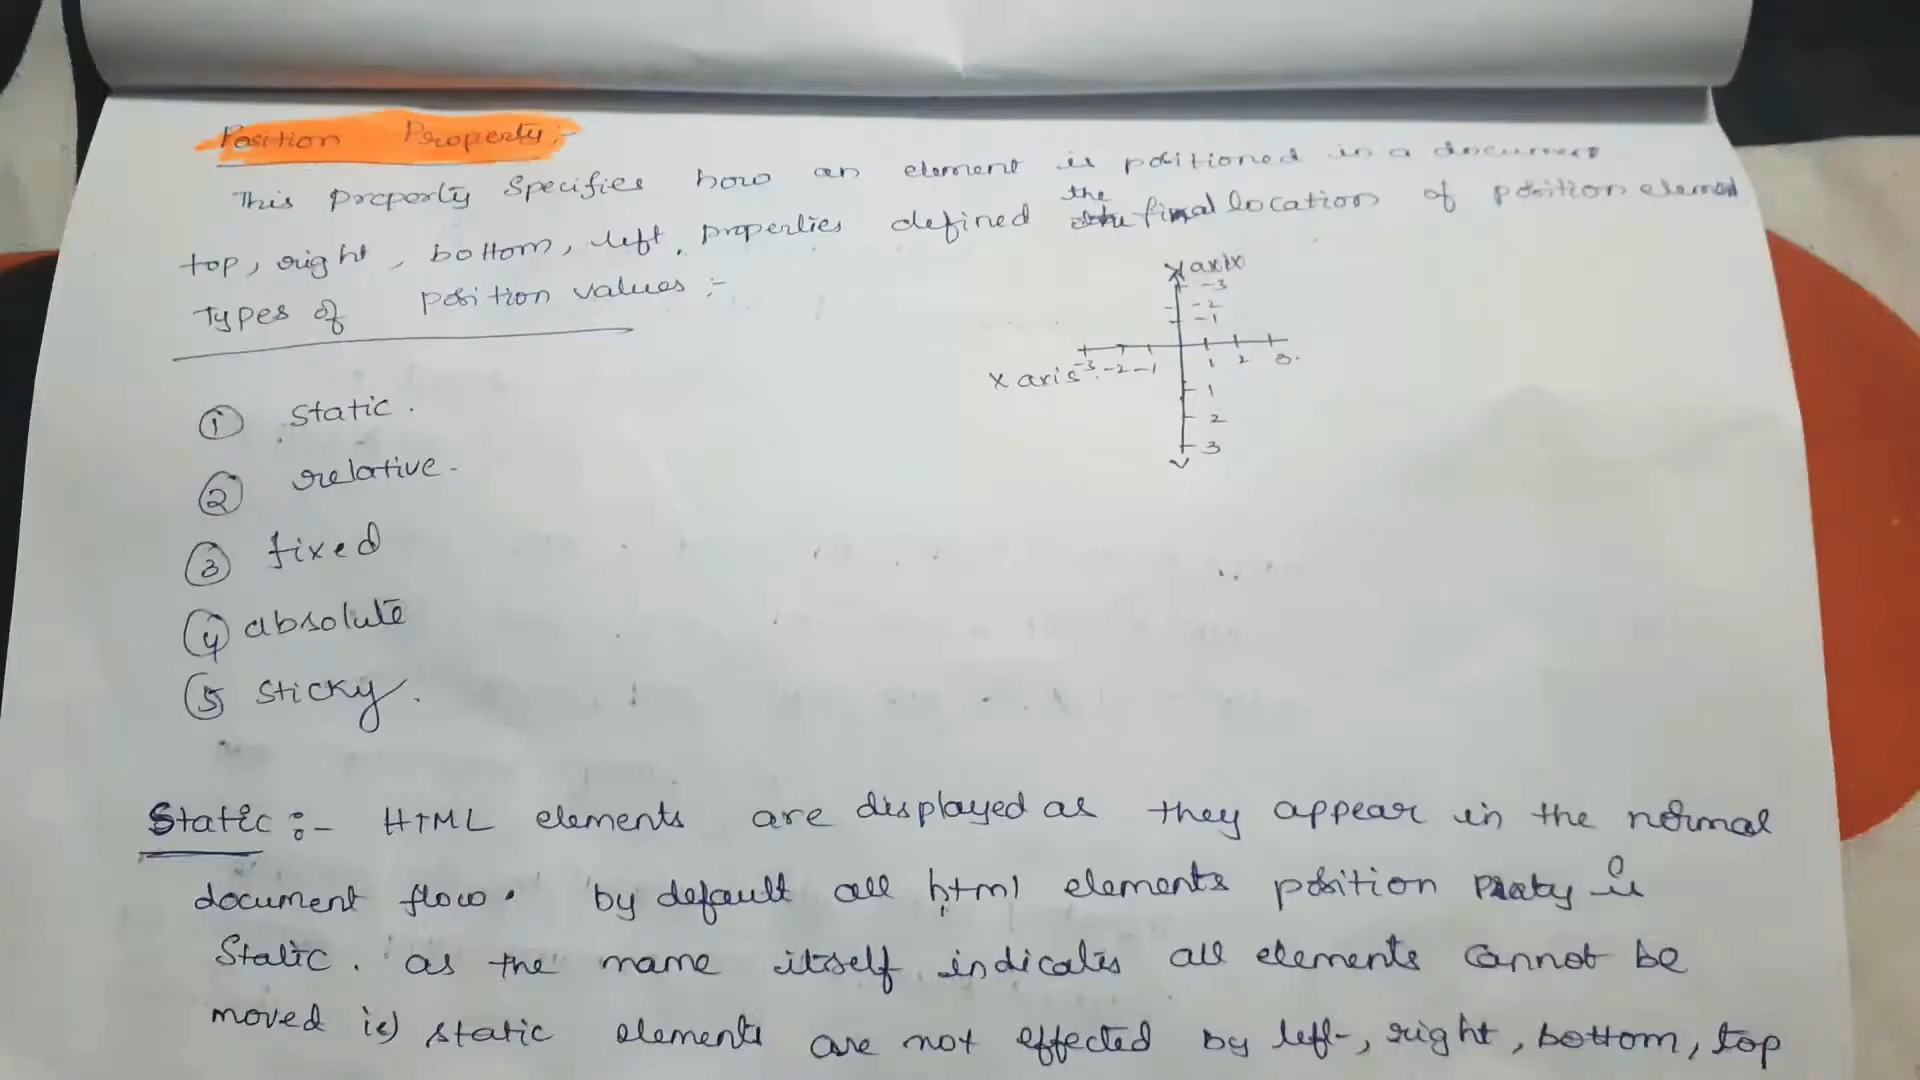 Position Property:-
This property specifies how an element is positioned in a document
top, right, bottom, left, properties defined the final location of position element
Types of position values :-
Y axis
-3
-2
-1
X axis -3 -2 -1 1 2 3
1
2
3
① static.
② relative.
③ fixed
④ absolute
⑤ sticky.
Static :- HTML elements are displayed as they appear in the normal
document flow. by default all html elements position is
Static. as the name itself indicates all elements cannot be
moved ie) static elements are not effected by left, right, bottom, top